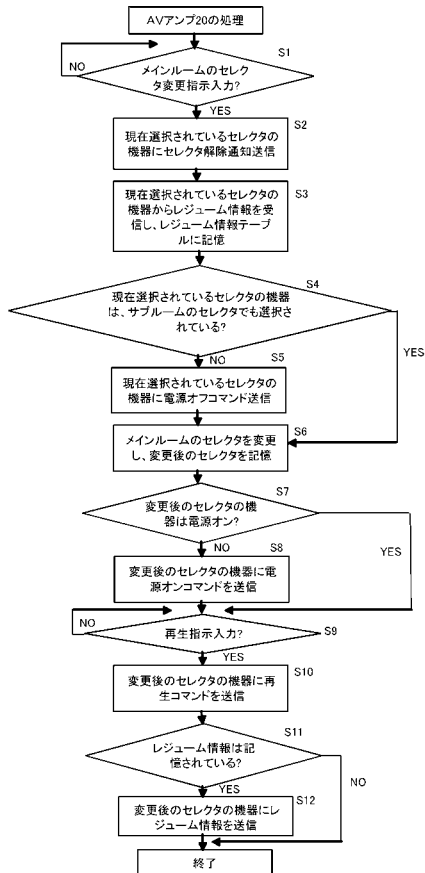 AVアンプ20の処理
S1
メインルームのセレク
タ変更指示入力?
NO
YES
S2
現在選択されているセレクタの
機器にセレクタ解除通知送信
S3
現在選択されているセレクタの
機器からレジューム情報を受
信し、レジューム情報テーブ
ルに記憶
S4
現在選択されているセレクタの機器
は、サブルームのセレクタでも選択さ
れている?
YES
NO
S5
現在選択されているセレクタの
機器に電源オフコマンド送信
S6
メインルームのセレクタを変更
し、変更後のセレクタを記憶
S7
変更後のセレクタの機
器は電源オン?
YES
NO
S8
変更後のセレクタの機器に電
源オンコマンドを送信
NO
再生指示入力?
S9
YES
S10
変更後のセレクタの機器に再
生コマンドを送信
S11
レジューム情報は記
憶されている?
NO
YES
S12
変更後のセレクタの機器にレ
ジューム情報を送信
終了